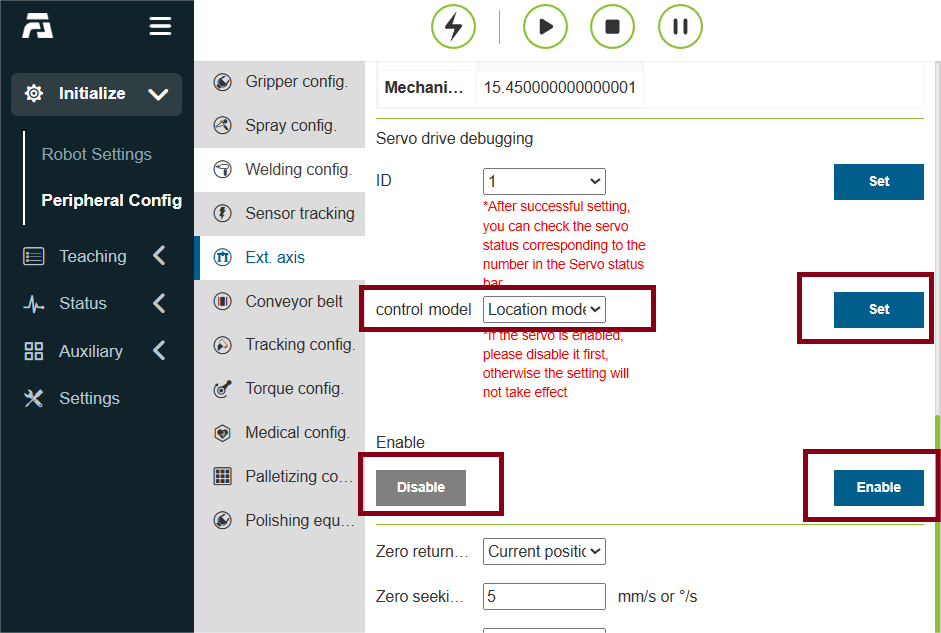 Initialize
Robot Settings
Peripheral Config
Teaching
Status
Auxiliary
Settings
Gripper config.
Spray config.
Welding config.
Sensor tracking
Ext. axis
Conveyor belt
Tracking config.
Torque config.
Medical config.
Palletizing co...
Polishing equ...
Mechani... 15.450000000000001
Servo drive debugging
ID 1 Set
*After successful setting,
you can check the servo
status corresponding to the
number in the Servo status
bar
control model Location mode Set
*If the servo is enabled,
please disable it first,
otherwise the setting will
not take effect
Enable
Disable Enable
Zero return... Current positic
Zero seeki... 5 mm/s or °/s